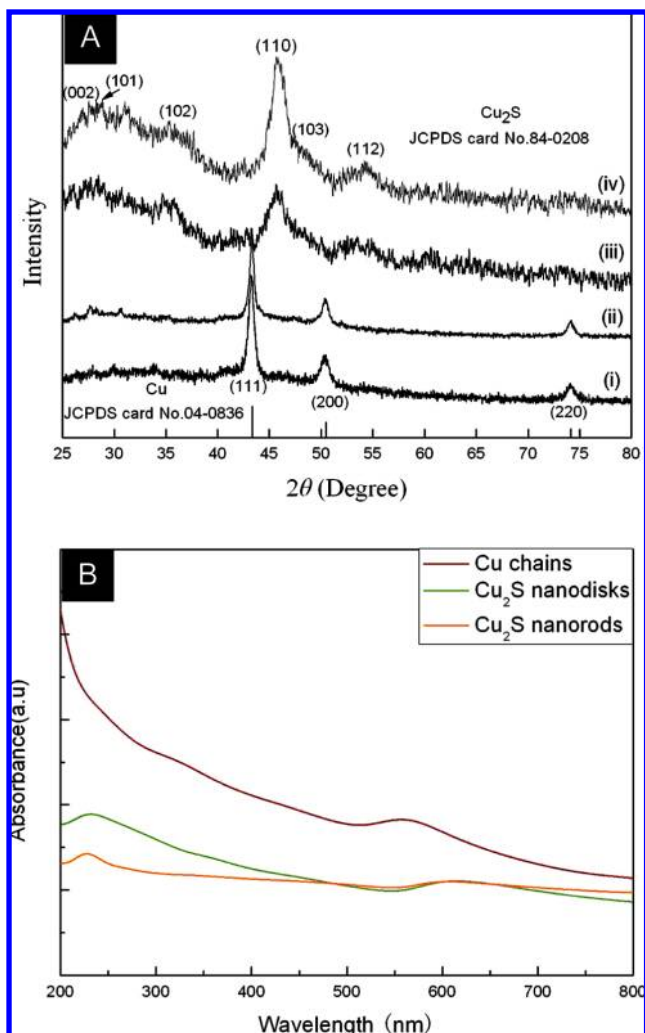 A
(002)
(101)
(102)
(110)
(103)
(112)
Cu2S
JCPDS card No.84-0208
(iv)
(iii)
(ii)
(i)
Intensity
Cu
JCPDS card No.04-0836
(111)
(200)
(220)
25 30 35 40 45 50 55 60 65 70 75 80
2θ (Degree)
B
Cu chains
Cu2S nanodisks
Cu2S nanorods
Absorbance(a.u)
200 300 400 500 600 700 800
Wavelength (nm)